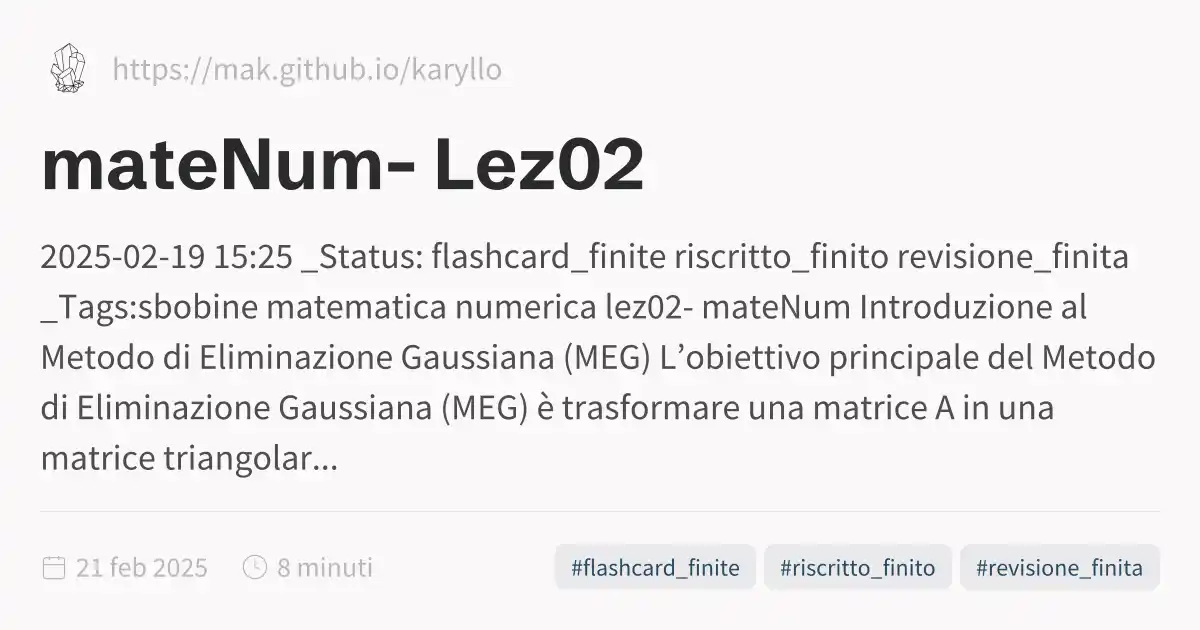 https://mak.github.io/karyllo
mateNum- Lez02
2025-02-19 15:25 _Status: flashcard_finite riscritto_finito revisione_finita
_Tags:sbobine matematica numerica lez02- mateNum Introduzione al
Metodo di Eliminazione Gaussiana (MEG) L’obiettivo principale del Metodo
di Eliminazione Gaussiana (MEG) è trasformare una matrice A in una
matrice triangolar...
21 feb 2025 8 minuti #flashcard_finite #riscritto_finito #revisione_finita